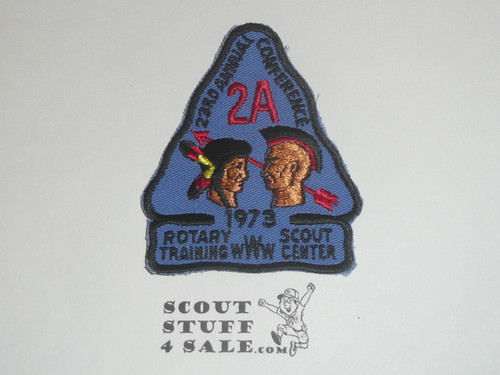 23RD ANNUAL CONFERENCE
2A
1973
ROTARY SCOUT
TRAINING WWW CENTER
SCOUT
STUFF
4 SALE.com